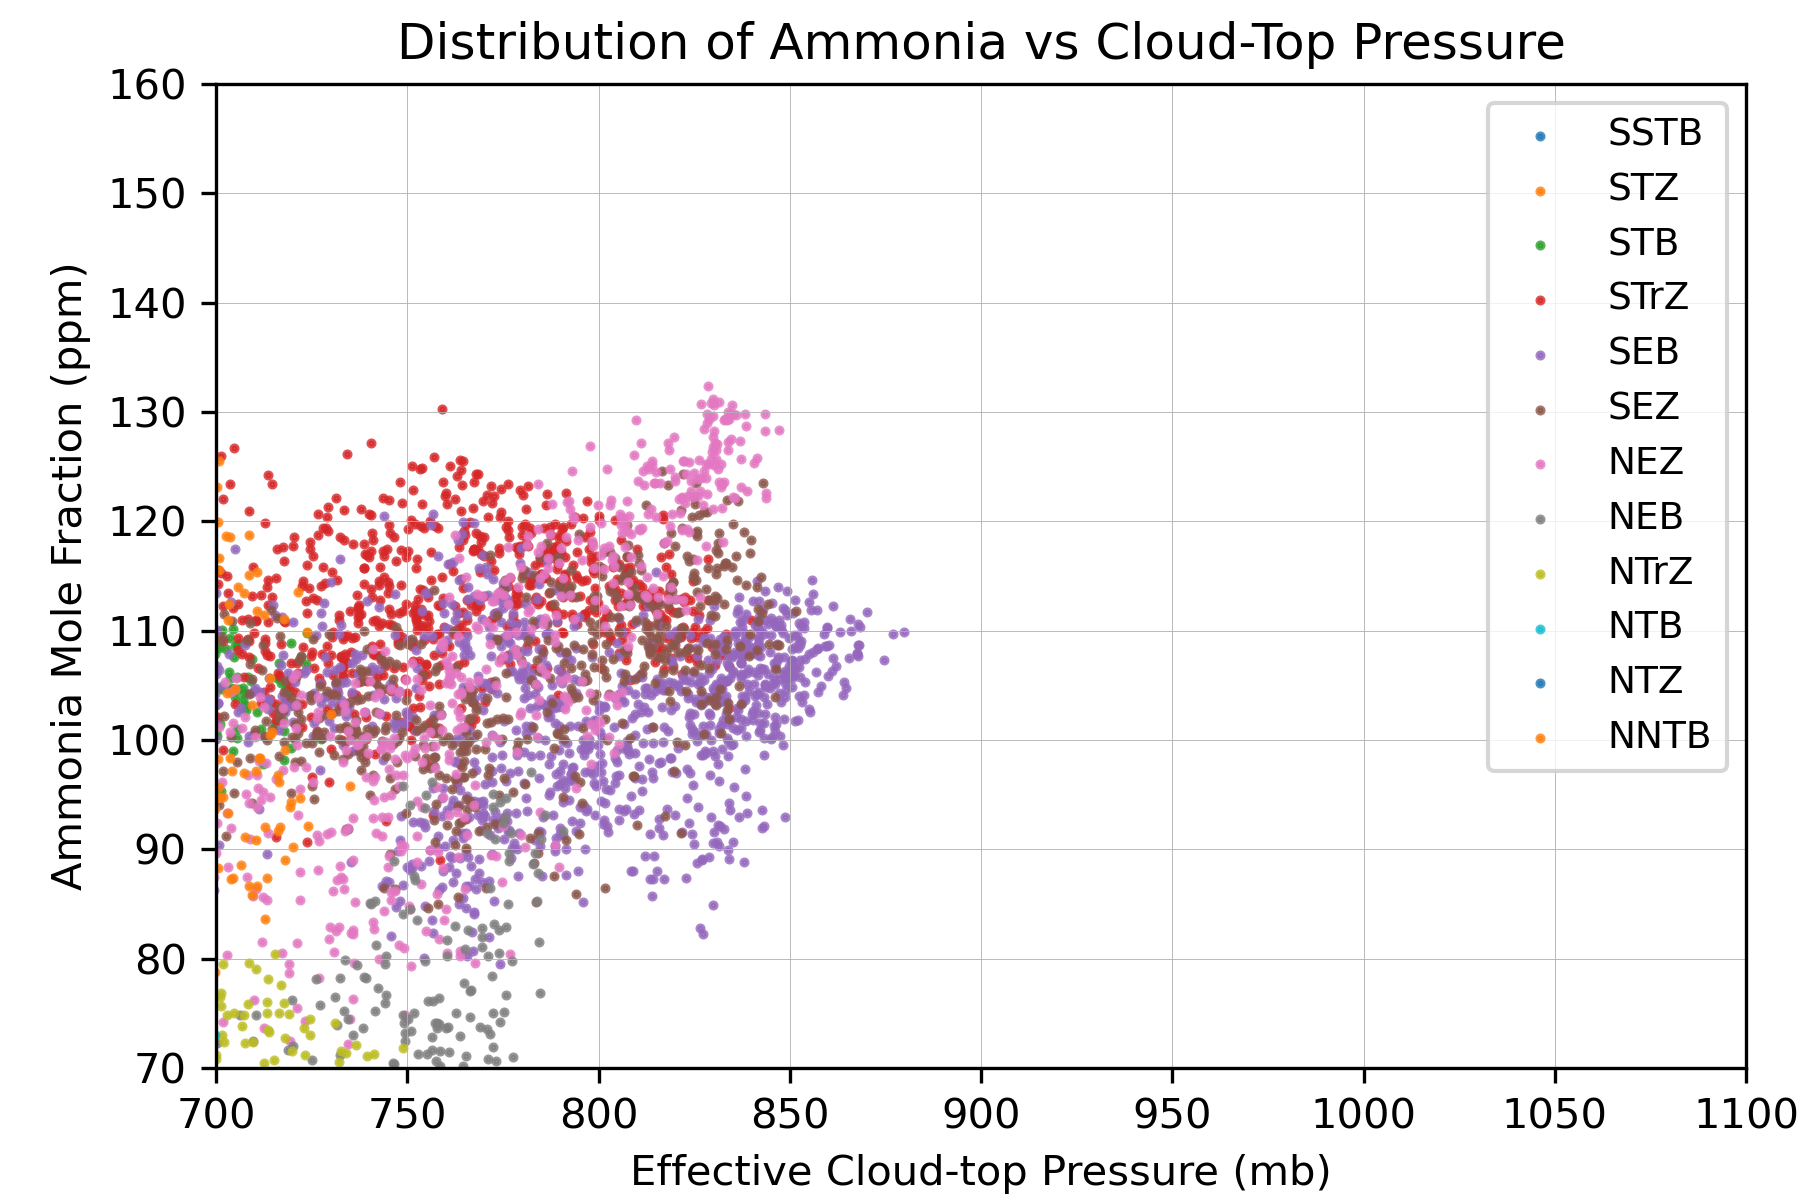 Distribution of Ammonia vs Cloud-Top Pressure
160
150
140
130
120
110
100
90
80
70
Ammonia Mole Fraction (ppm)
SSTB
STZ
STB
STrZ
SEB
SEZ
NEZ
NEB
NTrZ
NTB
NTZ
NNTB
700 750 800 850 900 950 1000 1050 1100
Effective Cloud-top Pressure (mb)